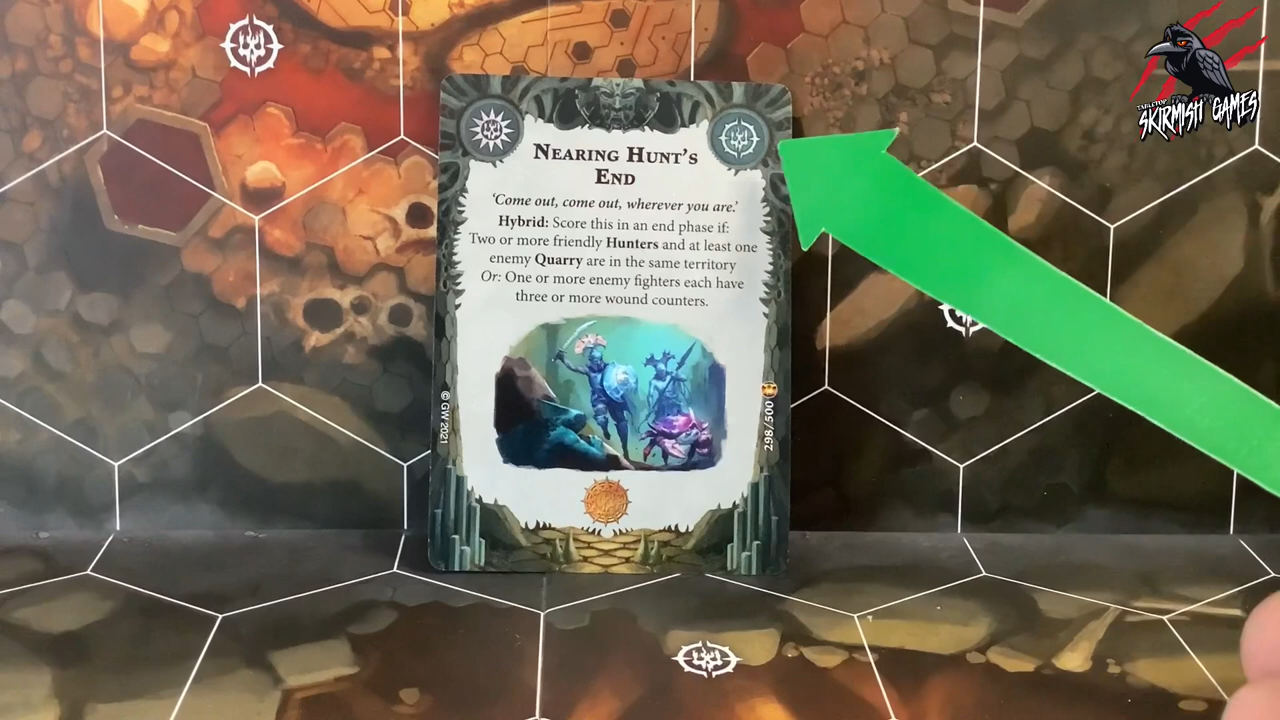 TABLETOP
SKIRMISH GAMES
NEARING HUNT'S
END
'Come out, come out, wherever you are.'
Hybrid: Score this in an end phase if:
Two or more friendly Hunters and at least one
enemy Quarry are in the same territory
Or: One or more enemy fighters each have
three or more wound counters.
© GW 2021
298/500